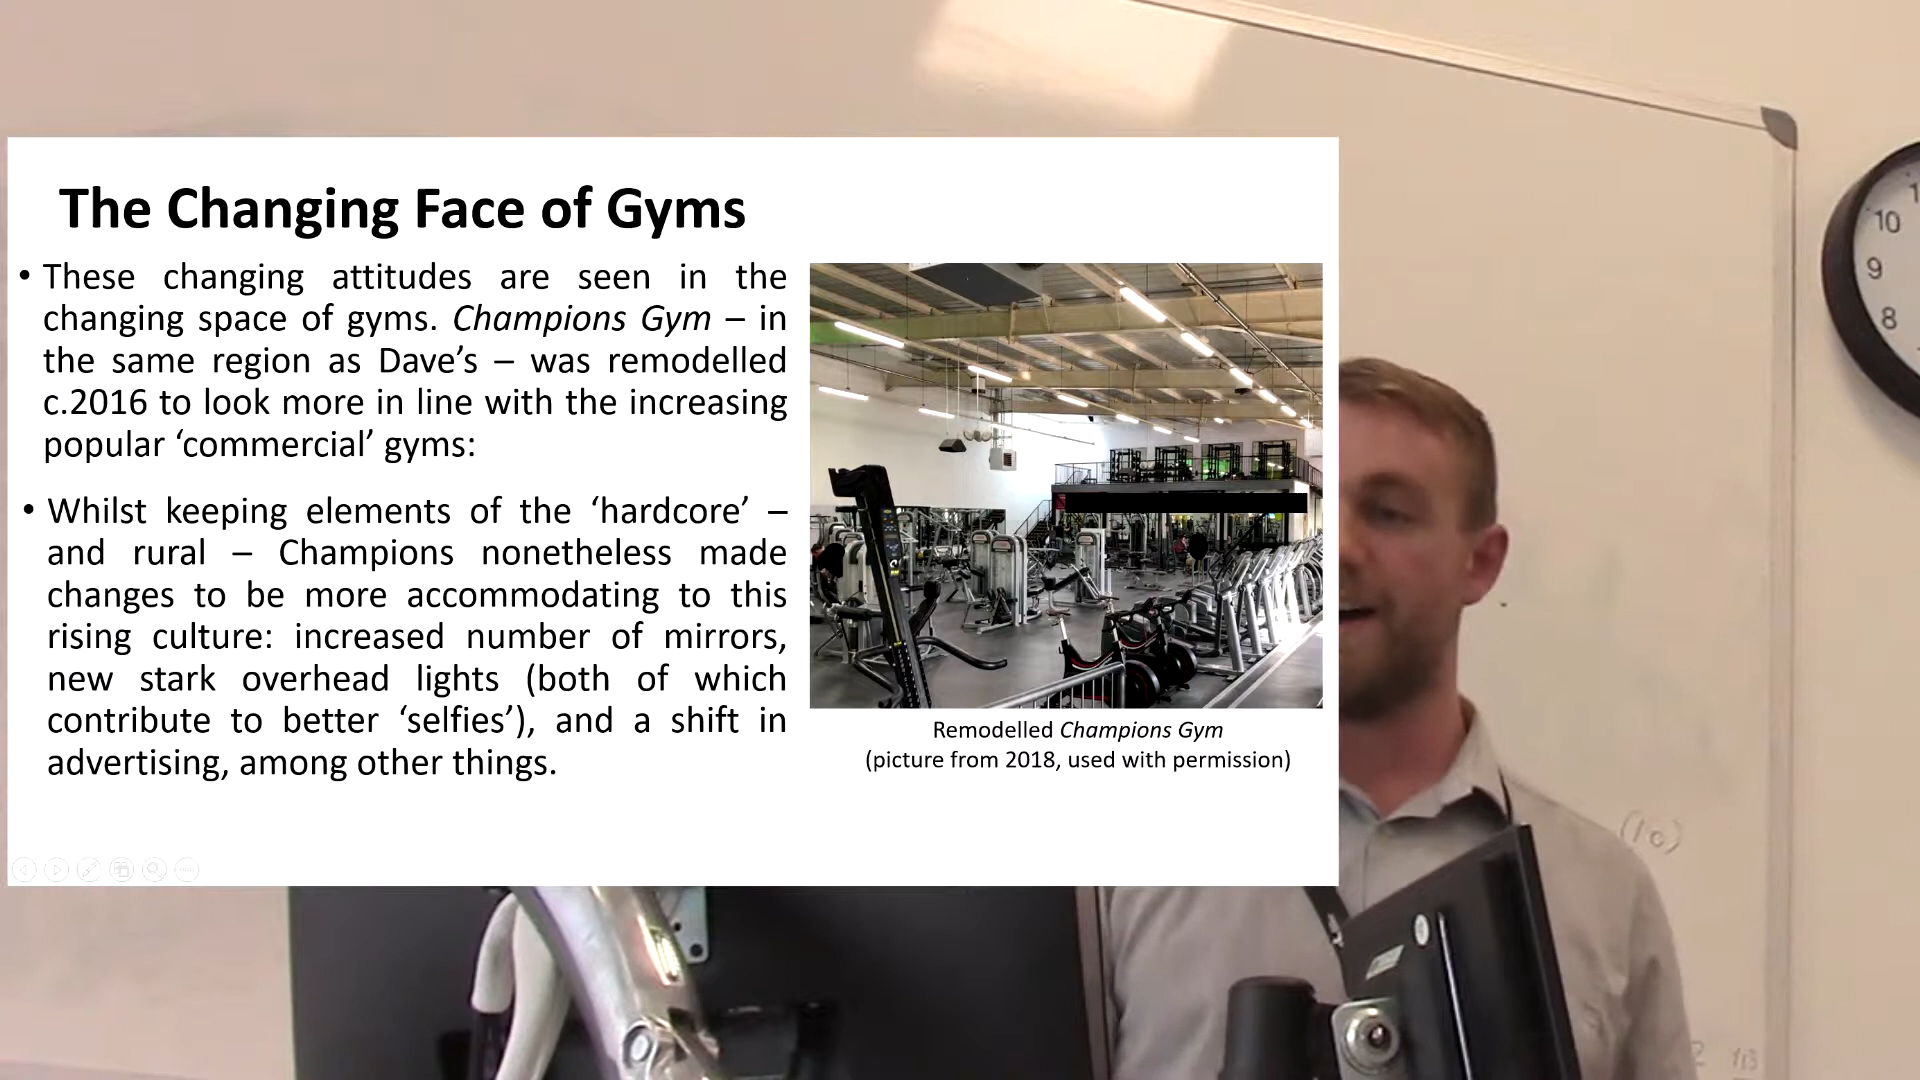 The Changing Face of Gyms
• These changing attitudes are seen in the
changing space of gyms. Champions Gym – in
the same region as Dave’s – was remodelled
c.2016 to look more in line with the increasing
popular ‘commercial’ gyms:
• Whilst keeping elements of the ‘hardcore’ –
and rural – Champions nonetheless made
changes to be more accommodating to this
rising culture: increased number of mirrors,
new stark overhead lights (both of which
contribute to better ‘selfies’), and a shift in
advertising, among other things.
Remodelled Champions Gym
(picture from 2018, used with permission)
10
9
8
(10)